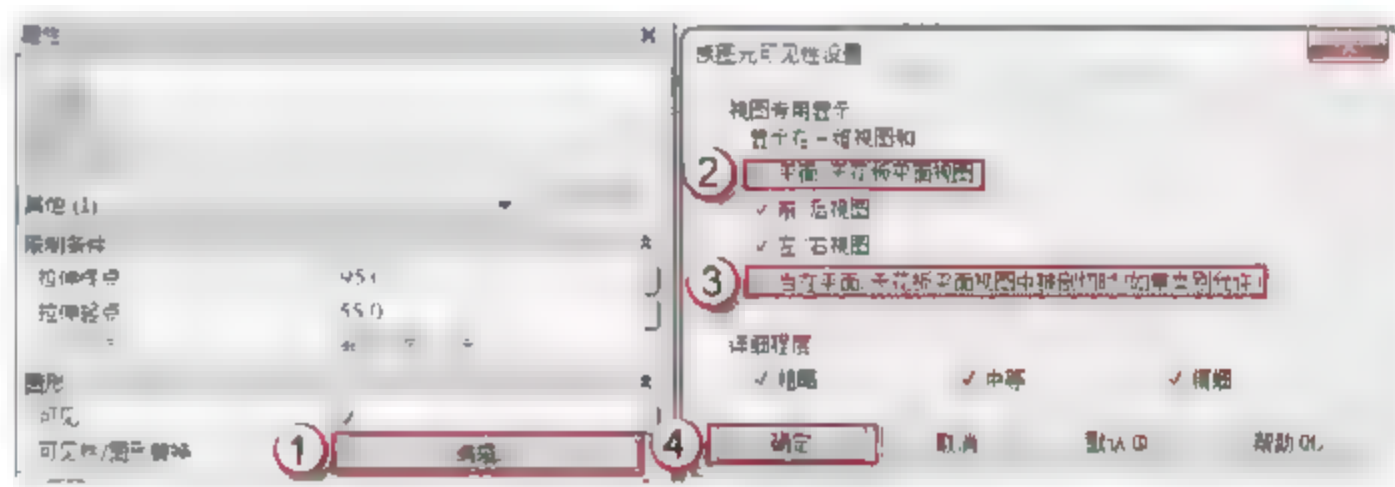 属性
其他 (1)
限制条件
拉伸终点
拉伸起点 55.0
图形
可见
可见性/图形替换
① 编辑
族图元可见性设置
视图专用显示
显示在三维视图和
② 平面/天花板平面视图
前/后视图
左/右视图
③ 当在平面/天花板平面视图中被剖切时(如果类别允许)
详细程度
粗略 中等 精细
④ 确定 取消 默认 帮助